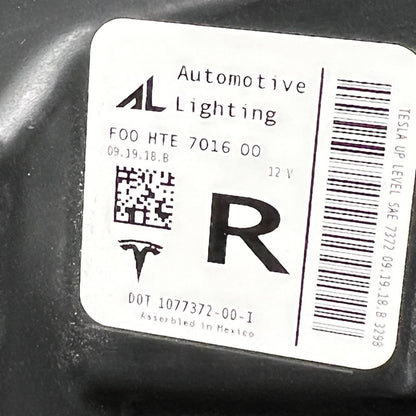 AL Automotive
Lighting
F00 HTE 7016 00
09.19.18.B
12 V
R
DOT 1077372-00-I
Assembled in Mexico
TESLA UP LEVEL SAE 7372 09.19.18 B 3298